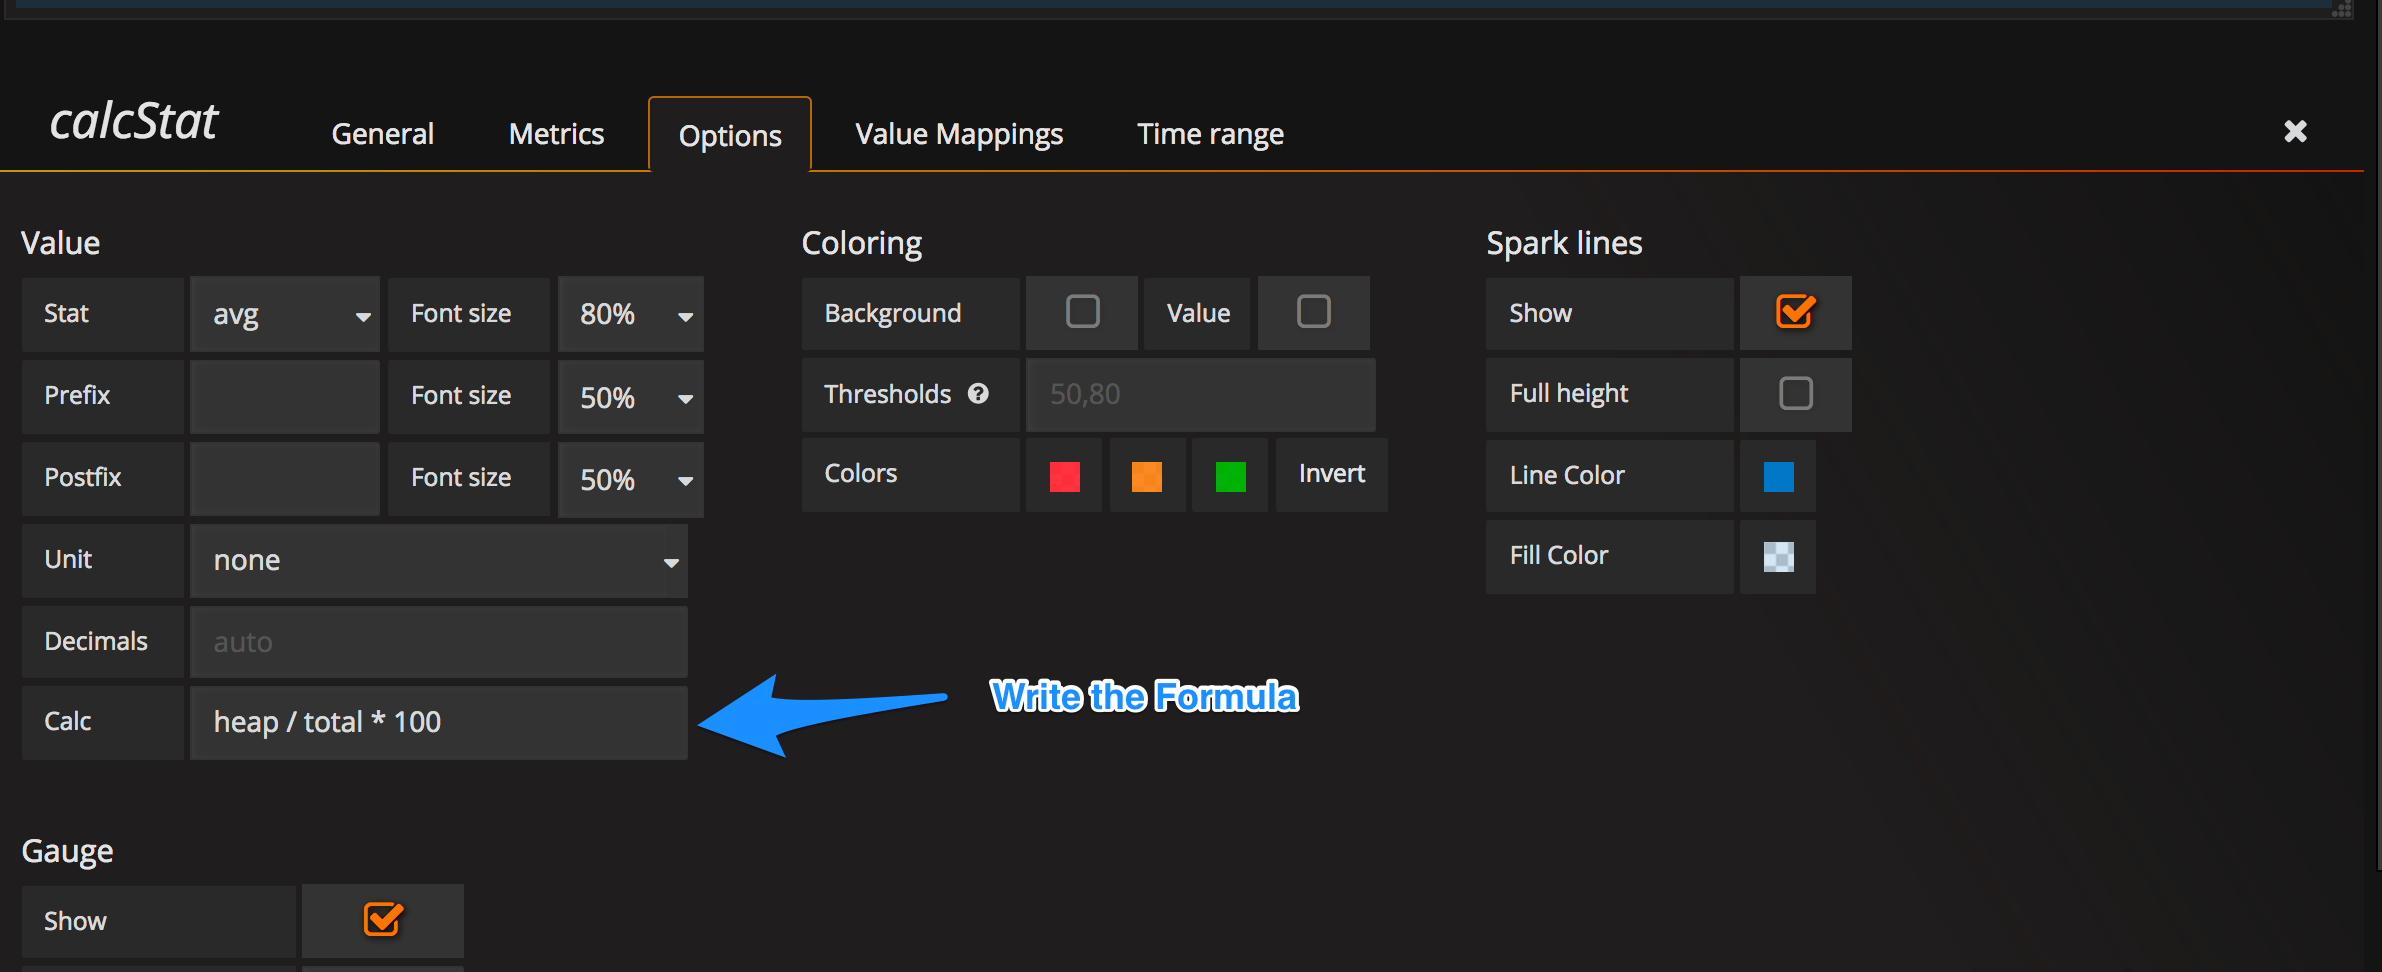 calcStat General Metrics Options Value Mappings Time range
Value
Stat avg Font size 80%
Prefix Font size 50%
Postfix Font size 50%
Unit none
Decimals auto
Calc heap / total * 100
Write the Formula
Coloring
Background Value
Thresholds 50,80
Colors Invert
Spark lines
Show
Full height
Line Color
Fill Color
Gauge
Show